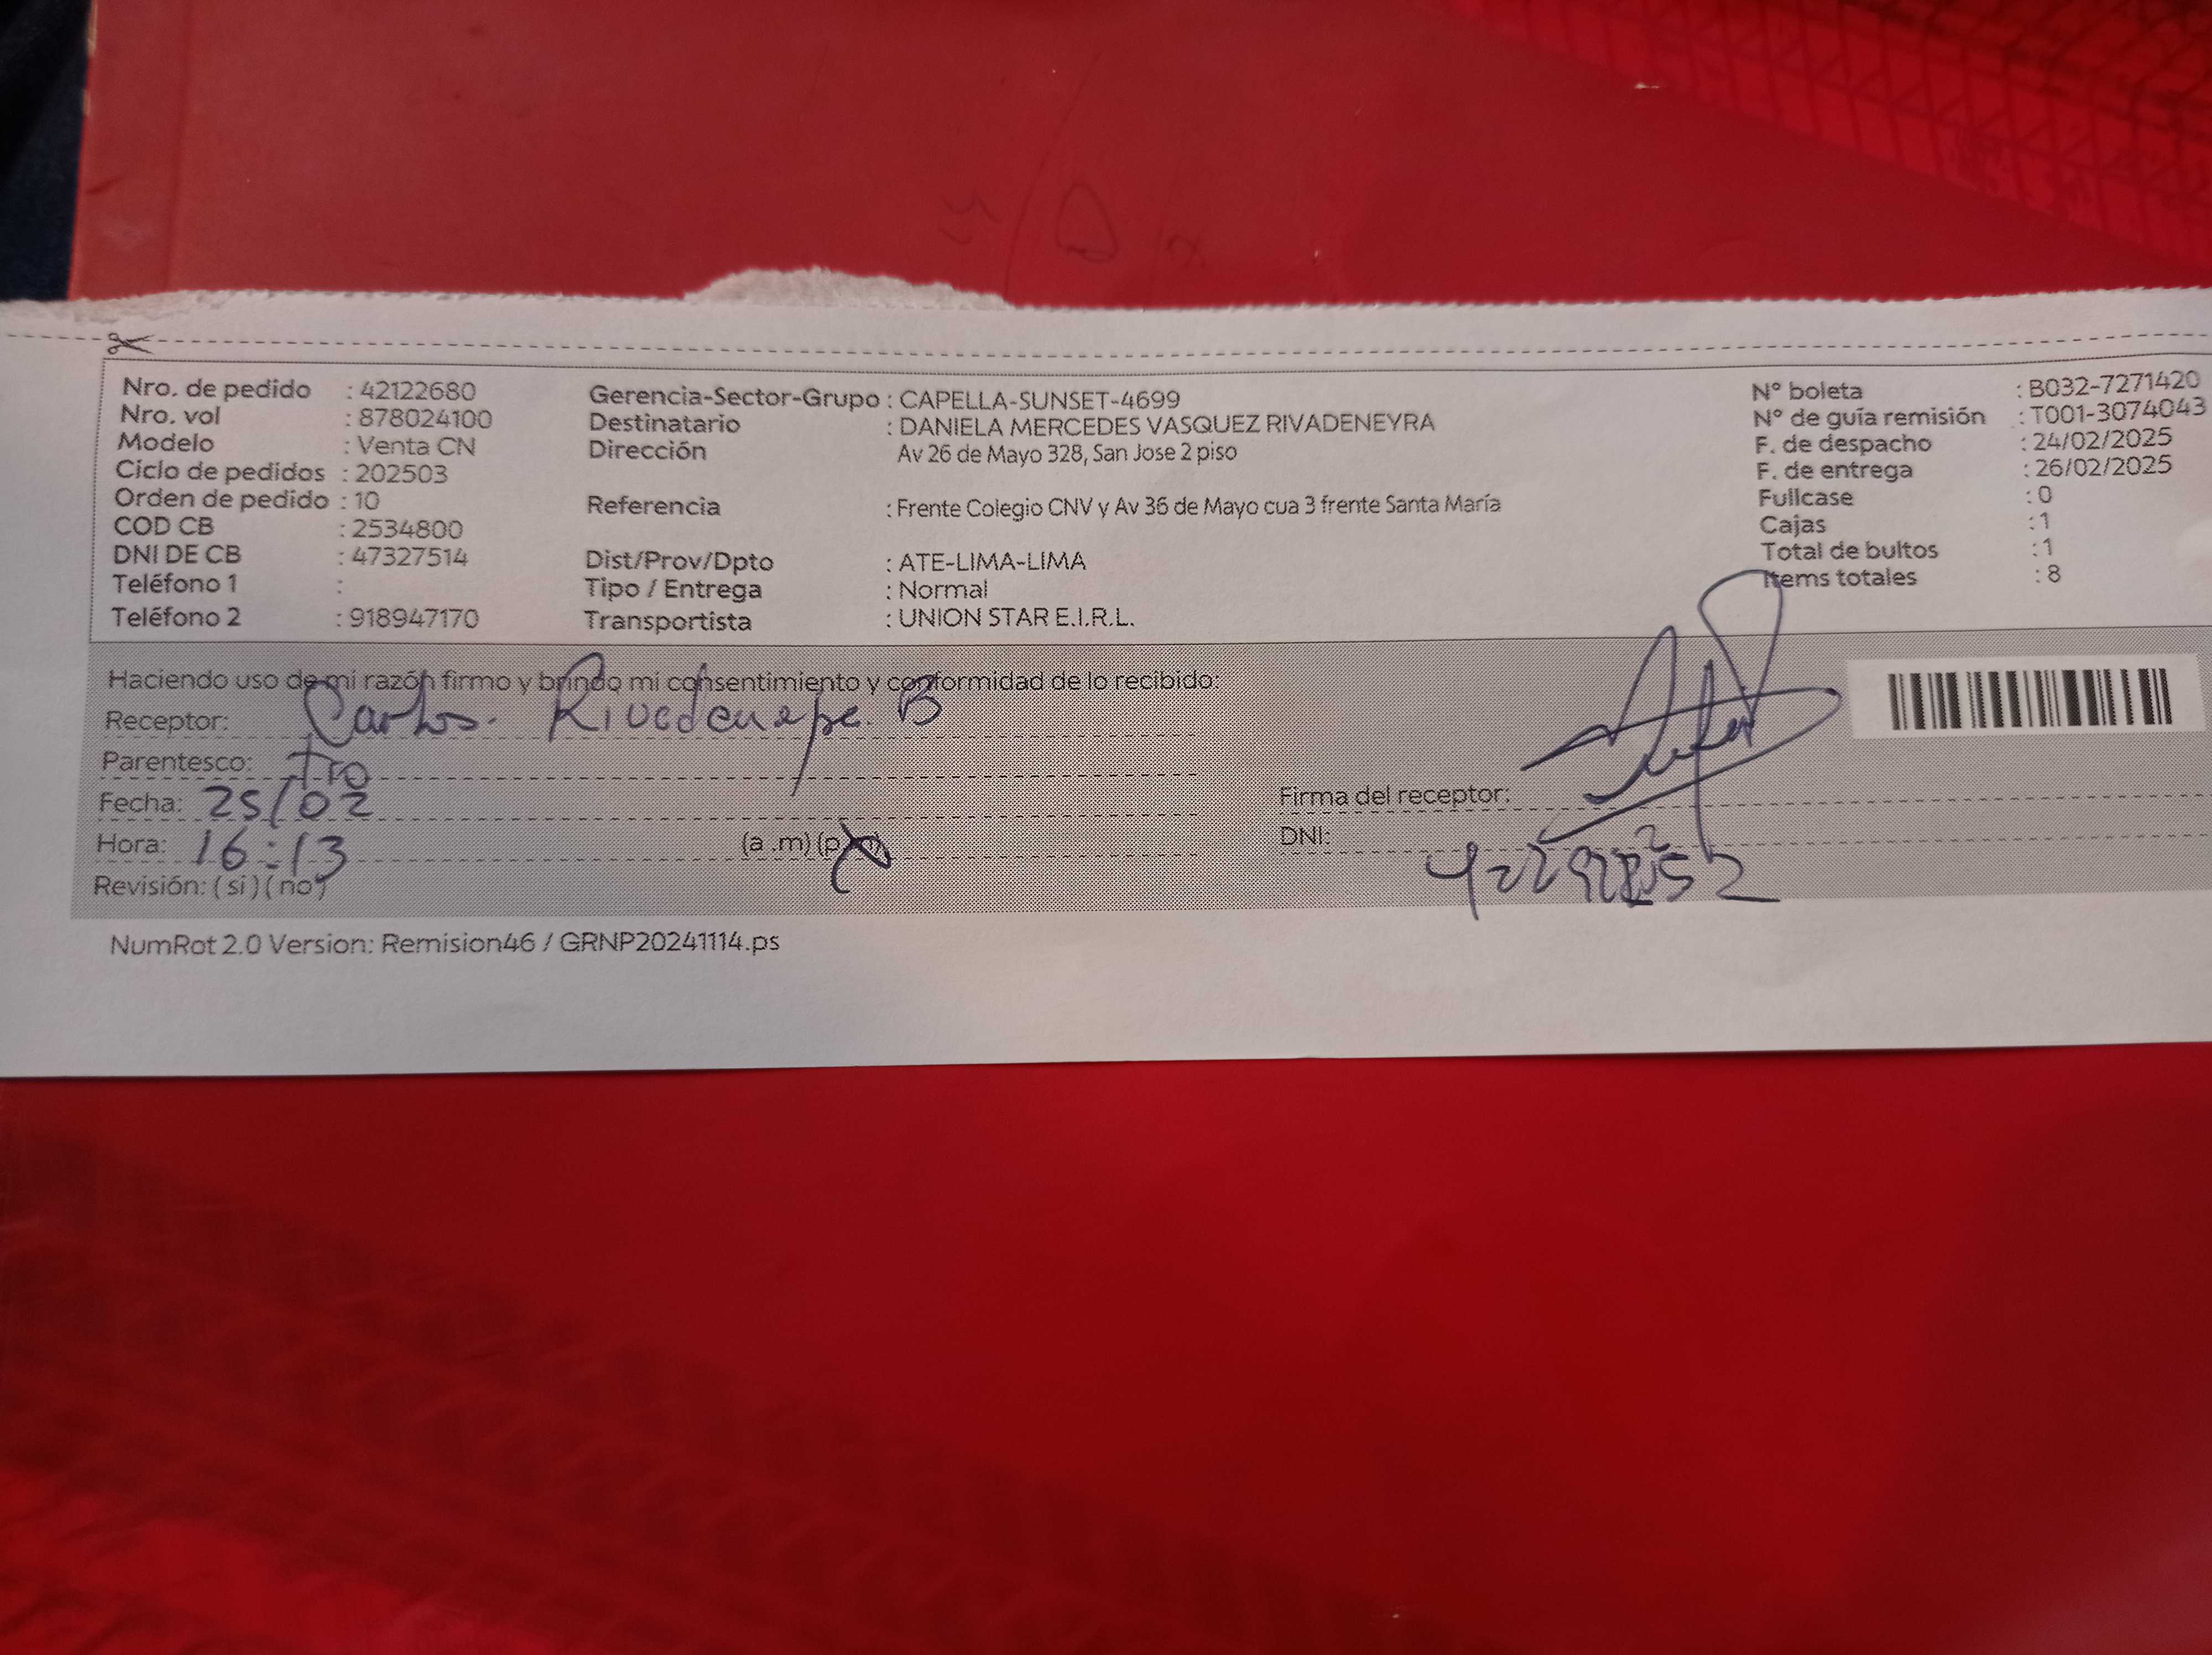 Nro. de pedido : 42122680
Nro. vol : 878024100
Modelo : Venta CN
Ciclo de pedidos : 202503
Orden de pedido : 10
COD CB : 2534800
DNI DE CB : 47327514
Teléfono 1 :
Teléfono 2 : 918947170
Gerencia-Sector-Grupo : CAPELLA-SUNSET-4699
Destinatario : DANIELA MERCEDES VASQUEZ RIVADENEYRA
Dirección Av 26 de Mayo 328, San Jose 2 piso
Referencia : Frente Colegio CNV y Av 36 de Mayo cua 3 frente Santa María
Dist/Prov/Dpto : ATE-LIMA-LIMA
Tipo / Entrega : Normal
Transportista : UNION STAR E.I.R.L.
N° boleta : B032-7271420
N° de guía remisión : T001-3074043
F. de despacho : 24/02/2025
F. de entrega : 26/02/2025
Fullcase : 0
Cajas : 1
Total de bultos : 1
Items totales : 8
Haciendo uso de mi razón firmo y brindo mi consentimiento y conformidad de lo recibido:
Receptor: Carlos. B
Parentesco: Tio
Fecha: 25/02
Hora: 16:13 (a .m) (p.m)
Revisión: (si) (no)
Firma del receptor:
DNI:
NumRot 2.0 Version: Remision46 / GRNP20241114.ps